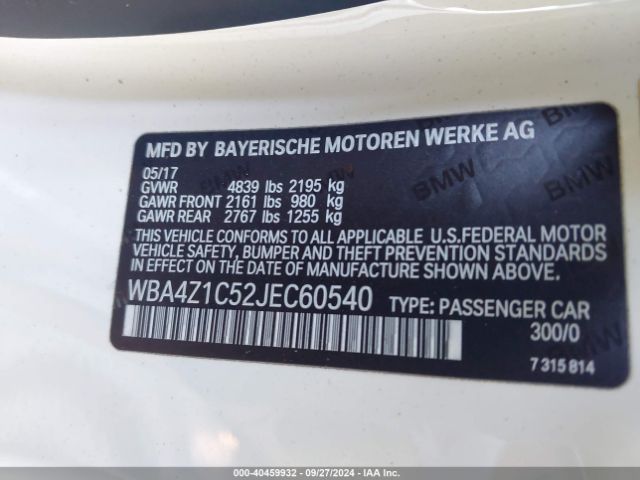 MFD BY BAYERISCHE MOTOREN WERKE AG
05/17
GVWR 4839 lbs 2195 kg
GAWR FRONT 2161 lbs 980 kg
GAWR REAR 2767 lbs 1255 kg
THIS VEHICLE CONFORMS TO ALL APPLICABLE U.S.FEDERAL MOTOR
VEHICLE SAFETY, BUMPER AND THEFT PREVENTION STANDARDS
IN EFFECT ON THE DATE OF MANUFACTURE SHOWN ABOVE.
WBA4Z1C52JEC60540 TYPE: PASSENGER CAR
300/0
7 315 814
BMW
BMW
000-40459932 - 09/27/2024 - IAA Inc.